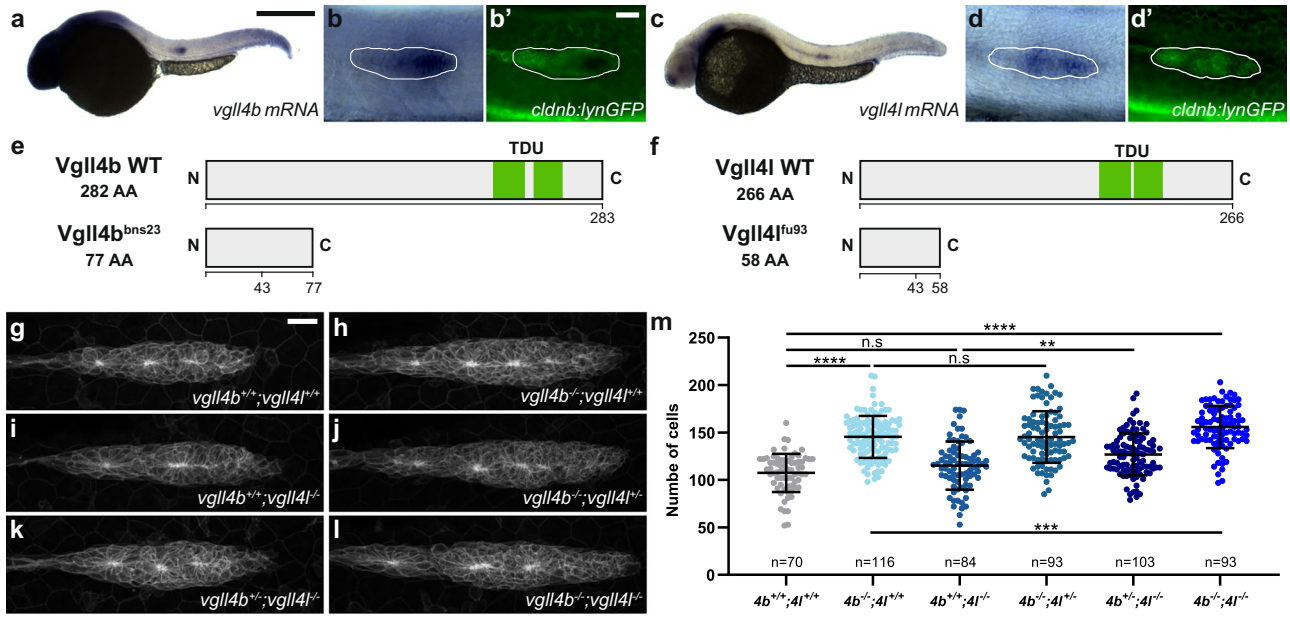 a
vgll4b mRNA
b
b'
cldnb:lynGFP
c
vgll4l mRNA
d
d'
cldnb:lynGFP
e
Vgll4b WT
282 AA
N
TDU
C
283
Vgll4b^bns23
77 AA
N
C
43
77
f
Vgll4l WT
266 AA
N
TDU
C
266
Vgll4l^fu93
58 AA
N
C
43
58
g
vgll4b+/+;vgll4l+/+
h
vgll4b-/-;vgll4l+/+
i
vgll4b+/+;vgll4l-/-
j
vgll4b-/-;vgll4l+/-
k
vgll4b+/-;vgll4l-/-
l
vgll4b-/-;vgll4l-/-
m
Numbe of cells
250
200
150
100
50
0
****
n.s
**
****
n.s
***
n=70
n=116
n=84
n=93
n=103
n=93
4b+/+;4l+/+
4b-/-;4l+/+
4b+/+;4l-/-
4b-/-;4l+/-
4b+/-;4l-/-
4b-/-;4l-/-